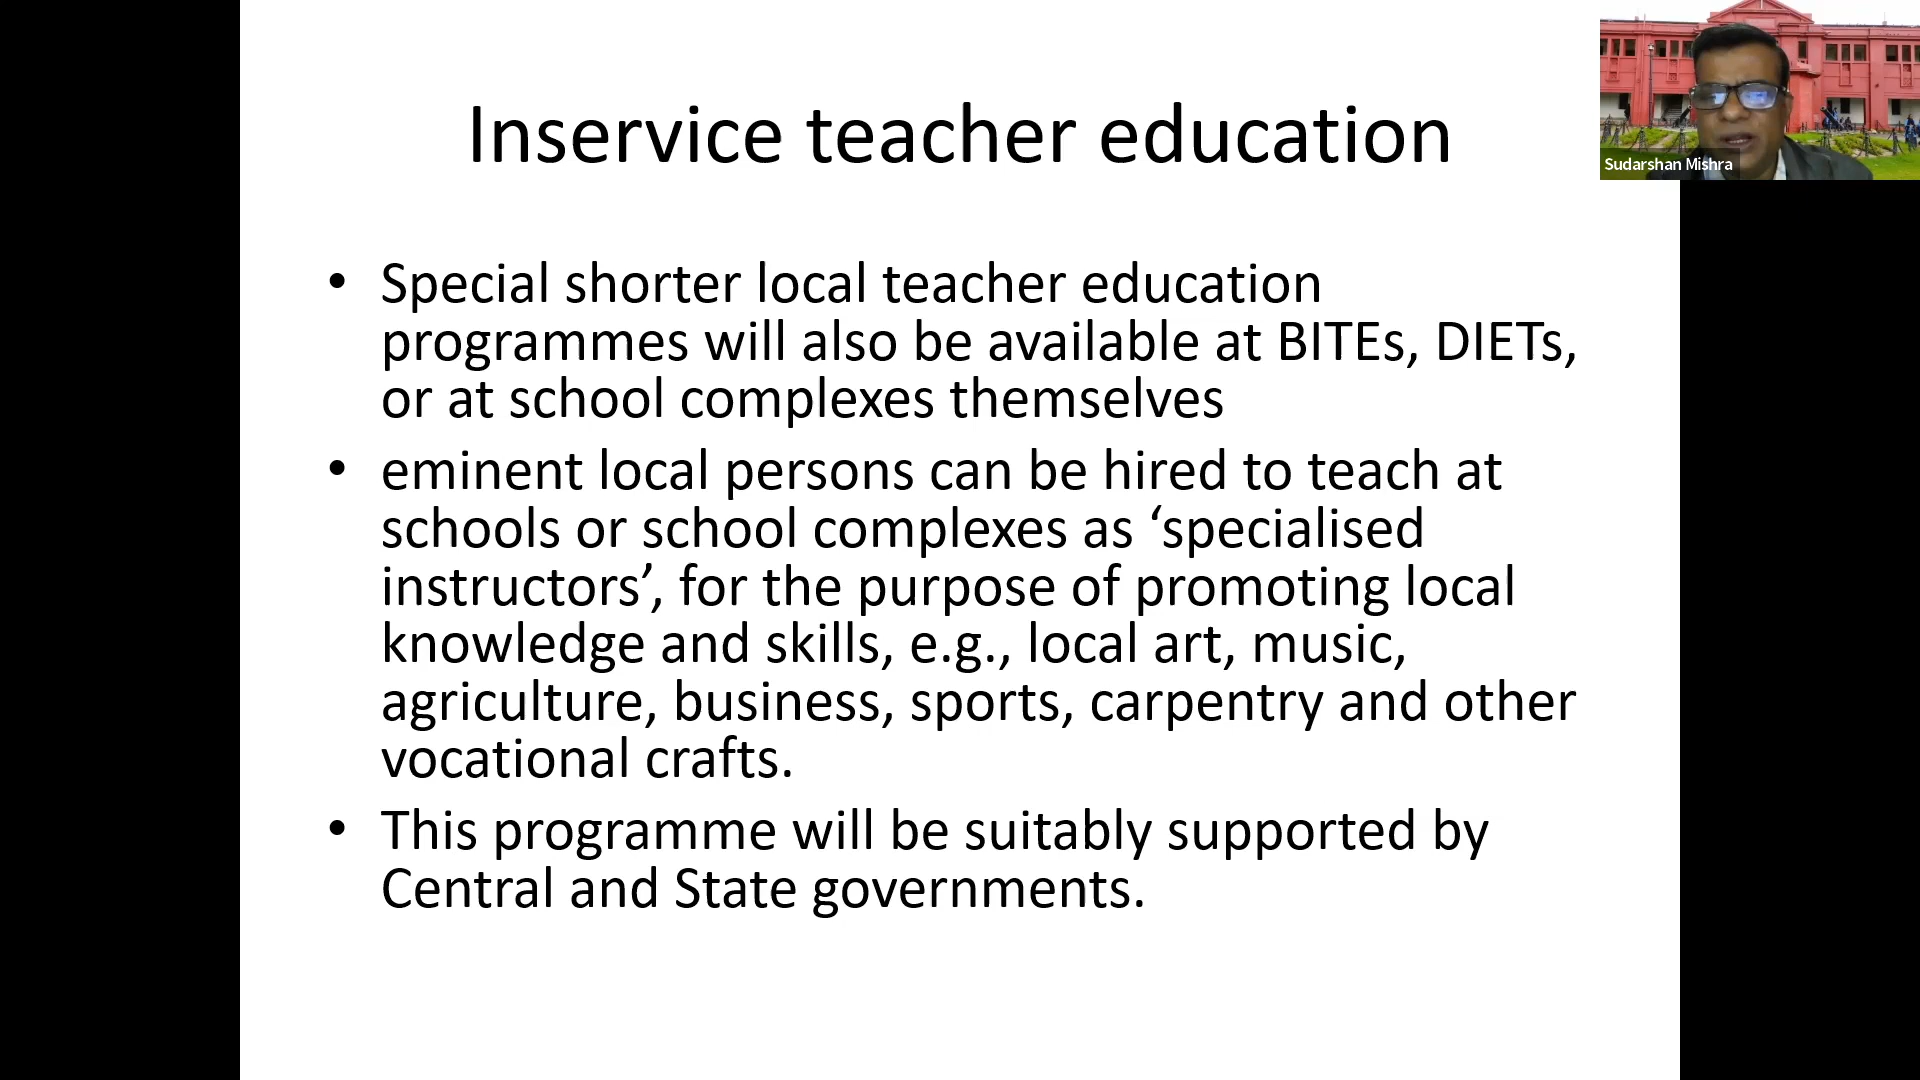 Inservice teacher education
Sudarshan Mishra
• Special shorter local teacher education
programmes will also be available at BITEs, DIETs,
or at school complexes themselves
• eminent local persons can be hired to teach at
schools or school complexes as ‘specialised
instructors’, for the purpose of promoting local
knowledge and skills, e.g., local art, music,
agriculture, business, sports, carpentry and other
vocational crafts.
• This programme will be suitably supported by
Central and State governments.